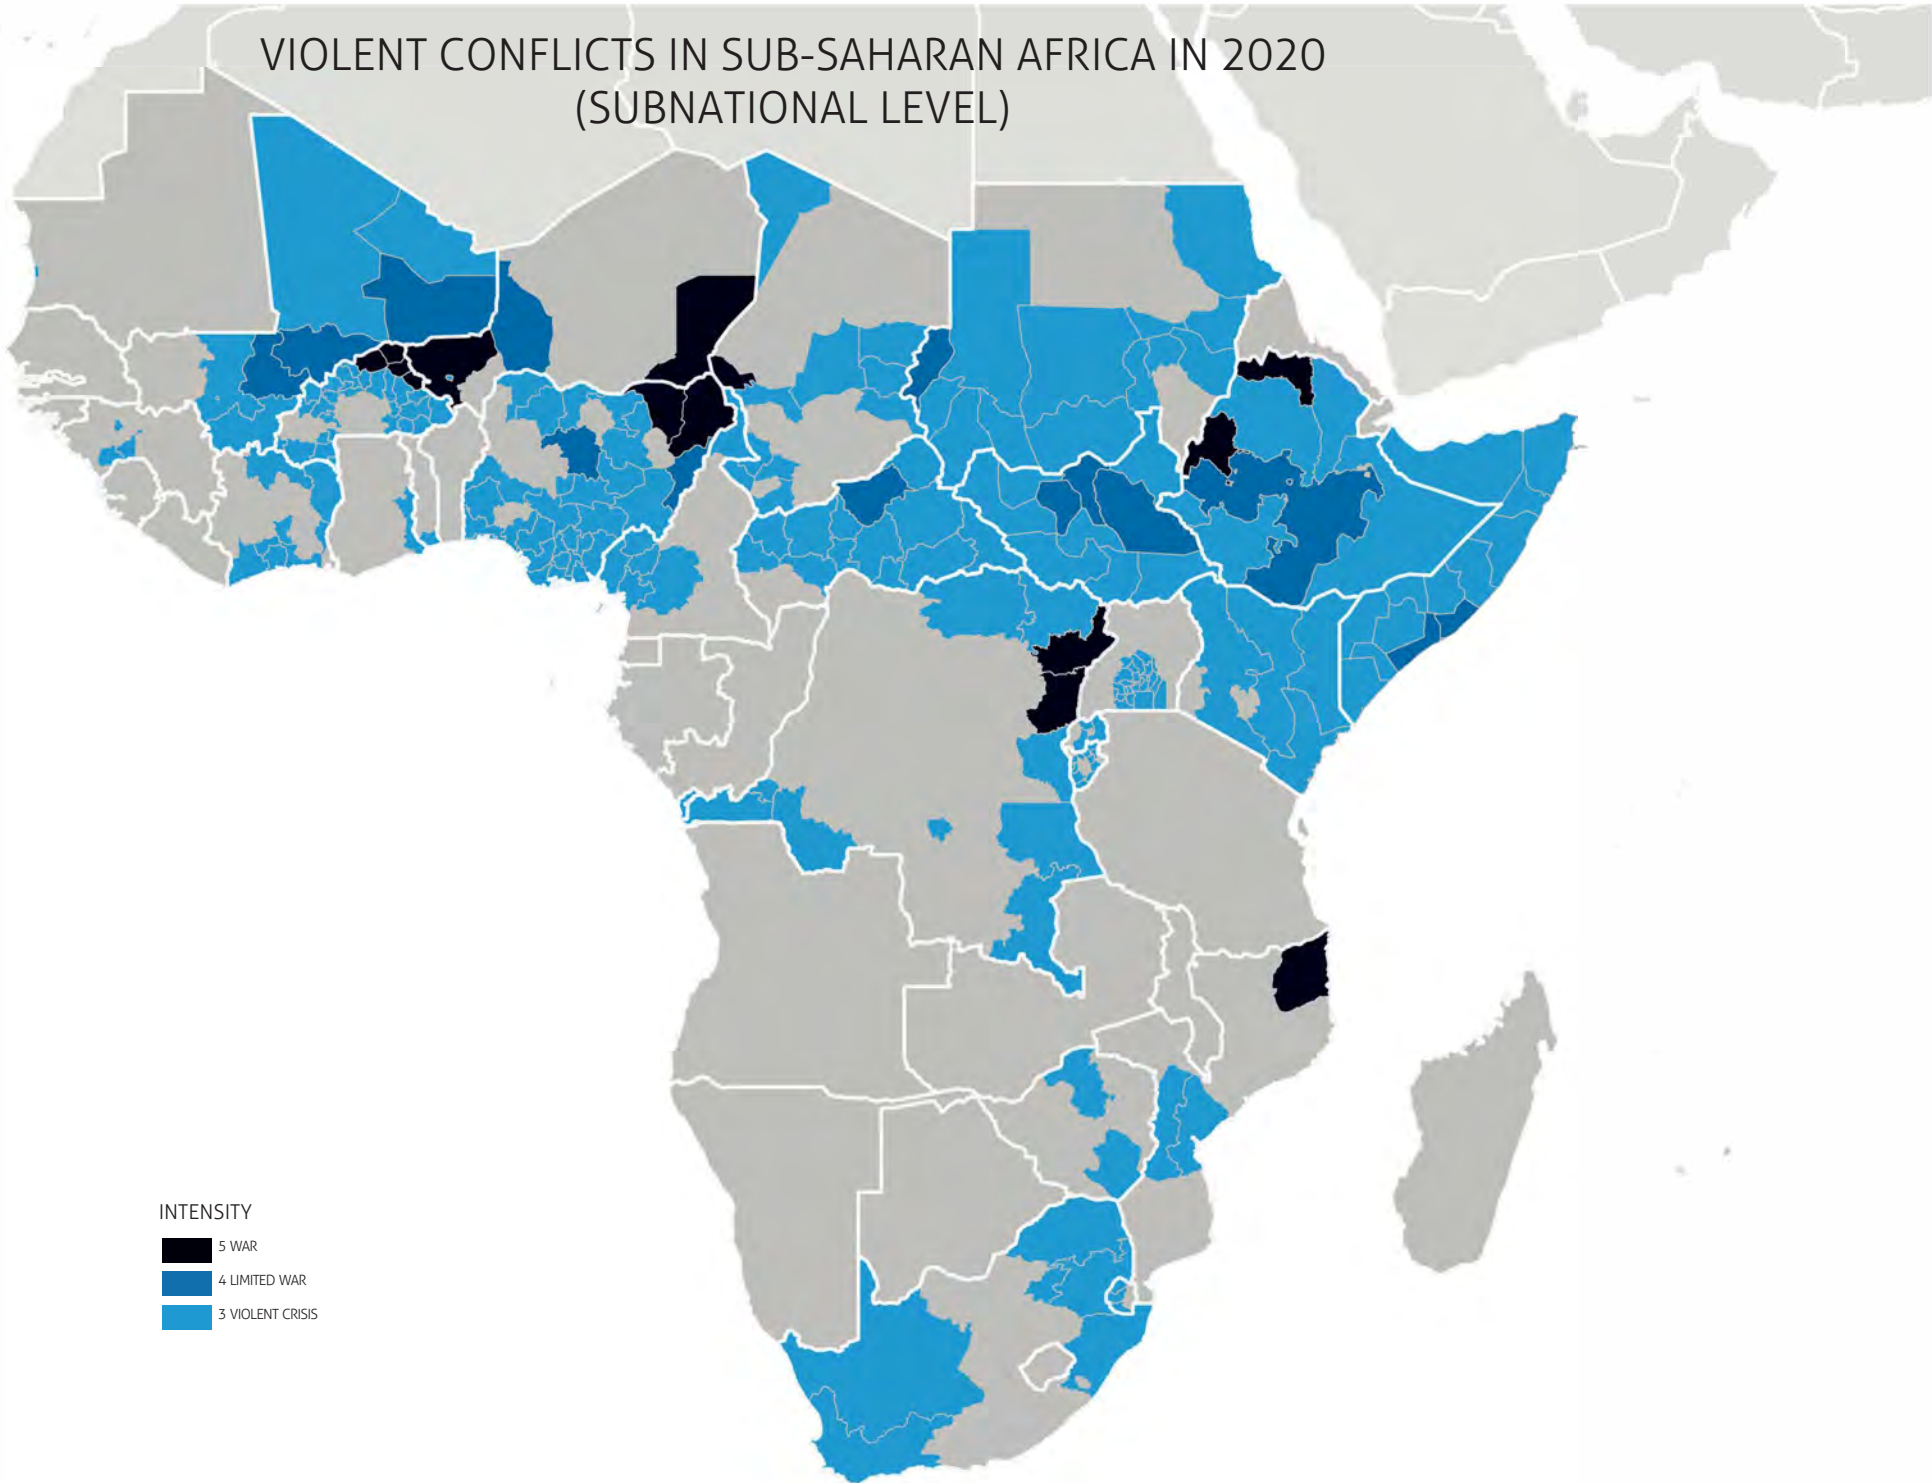 VIOLENT CONFLICTS IN SUB-SAHARAN AFRICA IN 2020
(SUBNATIONAL LEVEL)
INTENSITY
5 WAR
4 LIMITED WAR
3 VIOLENT CRISIS